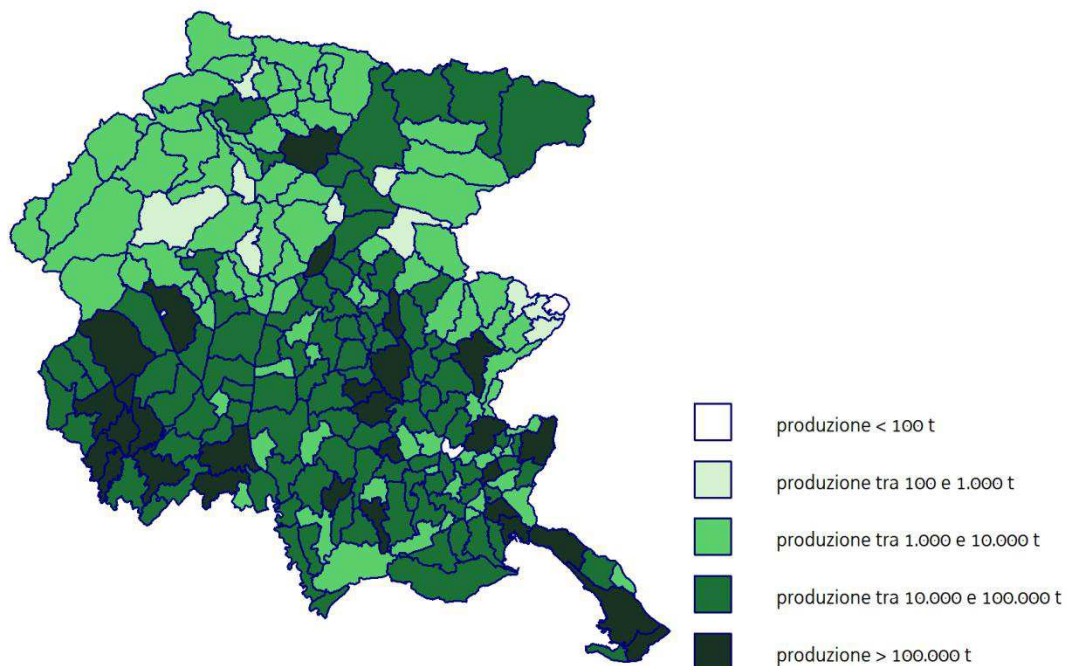 produzione < 100 t
produzione tra 100 e 1.000 t
produzione tra 1.000 e 10.000 t
produzione tra 10.000 e 100.000 t
produzione > 100.000 t